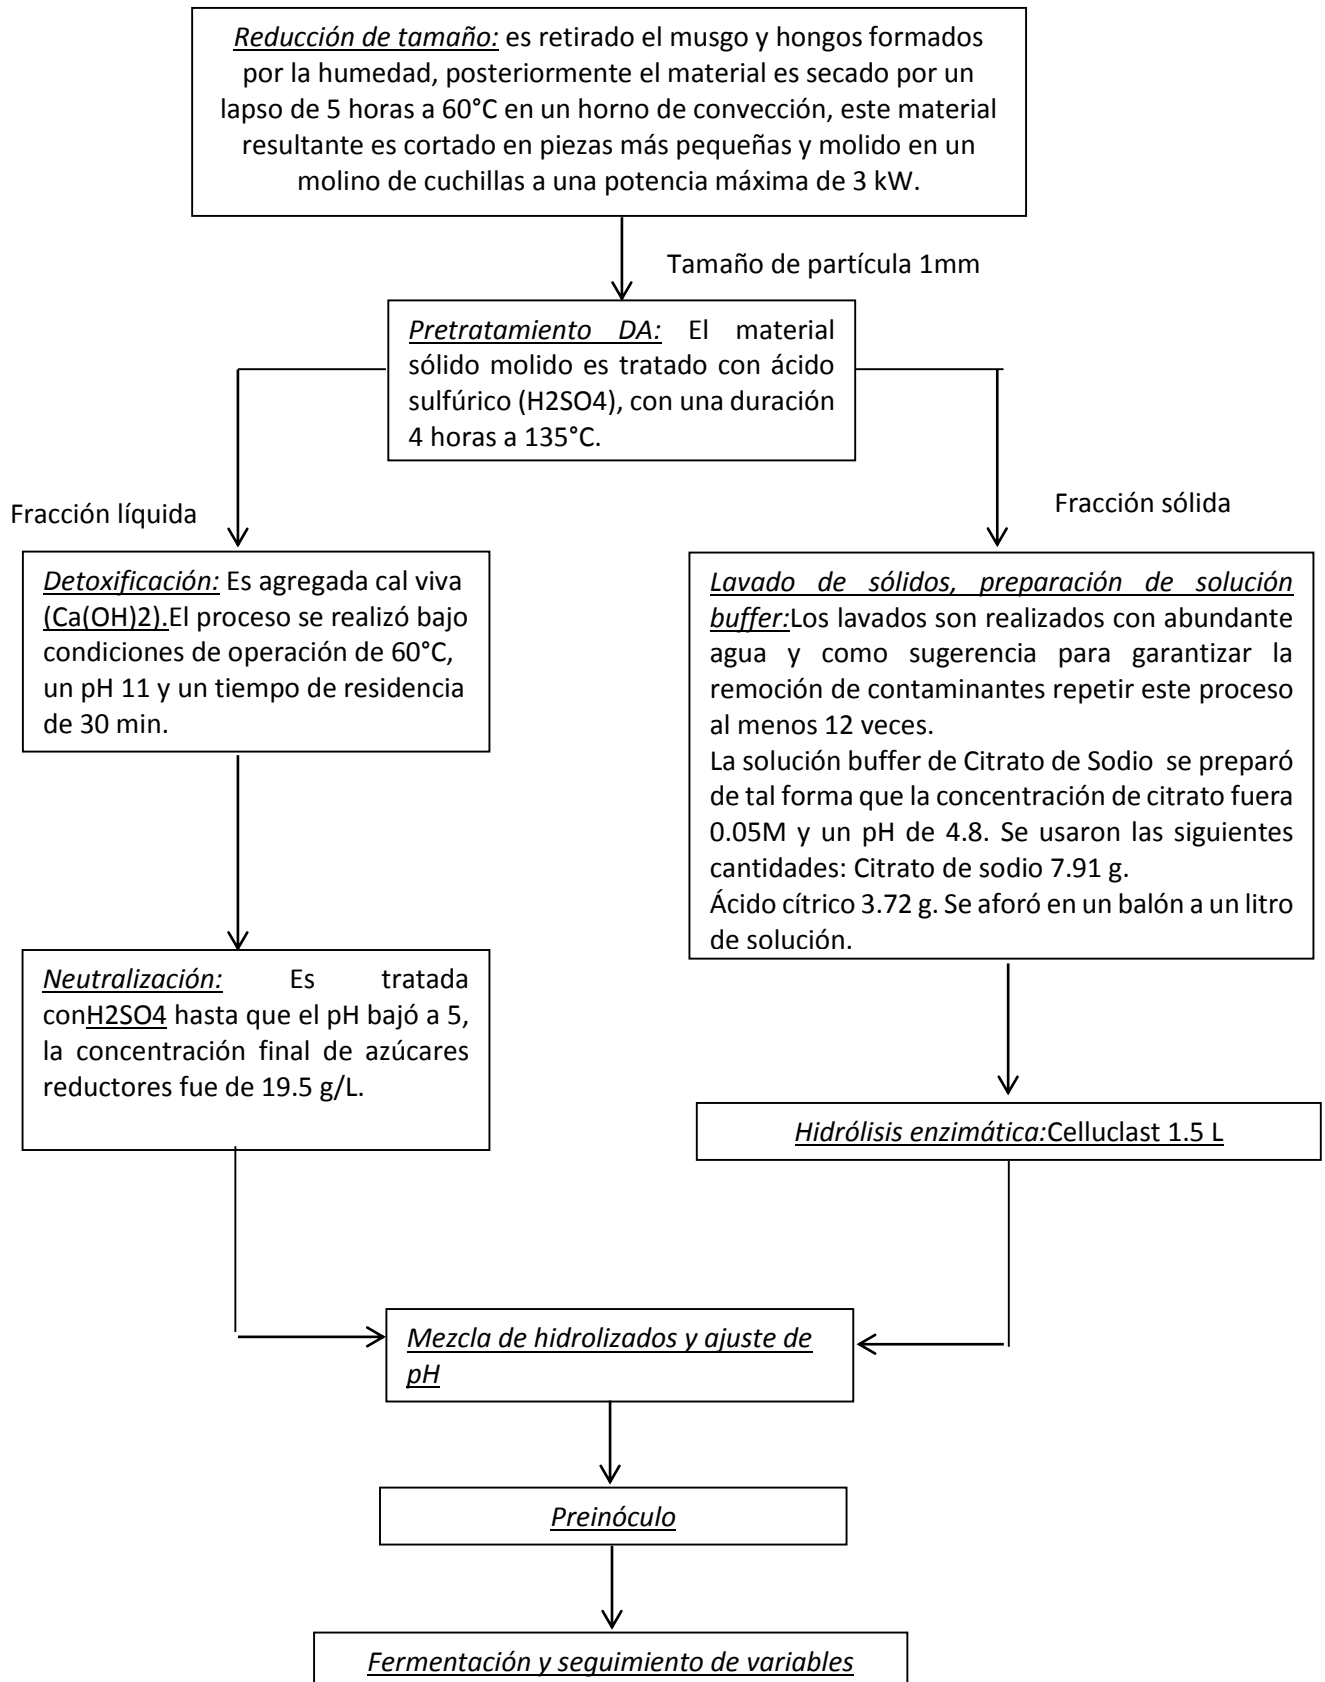 Reducción de tamaño: es retirado el musgo y hongos formados
por la humedad, posteriormente el material es secado por un
lapso de 5 horas a 60°C en un horno de convección, este material
resultante es cortado en piezas más pequeñas y molido en un
molino de cuchillas a una potencia máxima de 3 kW.
Tamaño de partícula 1mm
Pretratamiento DA: El material
sólido molido es tratado con ácido
sulfúrico (H2SO4), con una duración
4 horas a 135°C.
Fracción líquida
Fracción sólida
Detoxificación: Es agregada cal viva
(Ca(OH)2).El proceso se realizó bajo
condiciones de operación de 60°C,
un pH 11 y un tiempo de residencia
de 30 min.
Lavado de sólidos, preparación de solución
buffer:Los lavados son realizados con abundante
agua y como sugerencia para garantizar la
remoción de contaminantes repetir este proceso
al menos 12 veces.
La solución buffer de Citrato de Sodio se preparó
de tal forma que la concentración de citrato fuera
0.05M y un pH de 4.8. Se usaron las siguientes
cantidades: Citrato de sodio 7.91 g.
Ácido cítrico 3.72 g. Se aforó en un balón a un litro
de solución.
Neutralización: Es tratada
conH2SO4 hasta que el pH bajó a 5,
la concentración final de azúcares
reductores fue de 19.5 g/L.
Hidrólisis enzimática:Celluclast 1.5 L
Mezcla de hidrolizados y ajuste de
pH
Preinóculo
Fermentación y seguimiento de variables